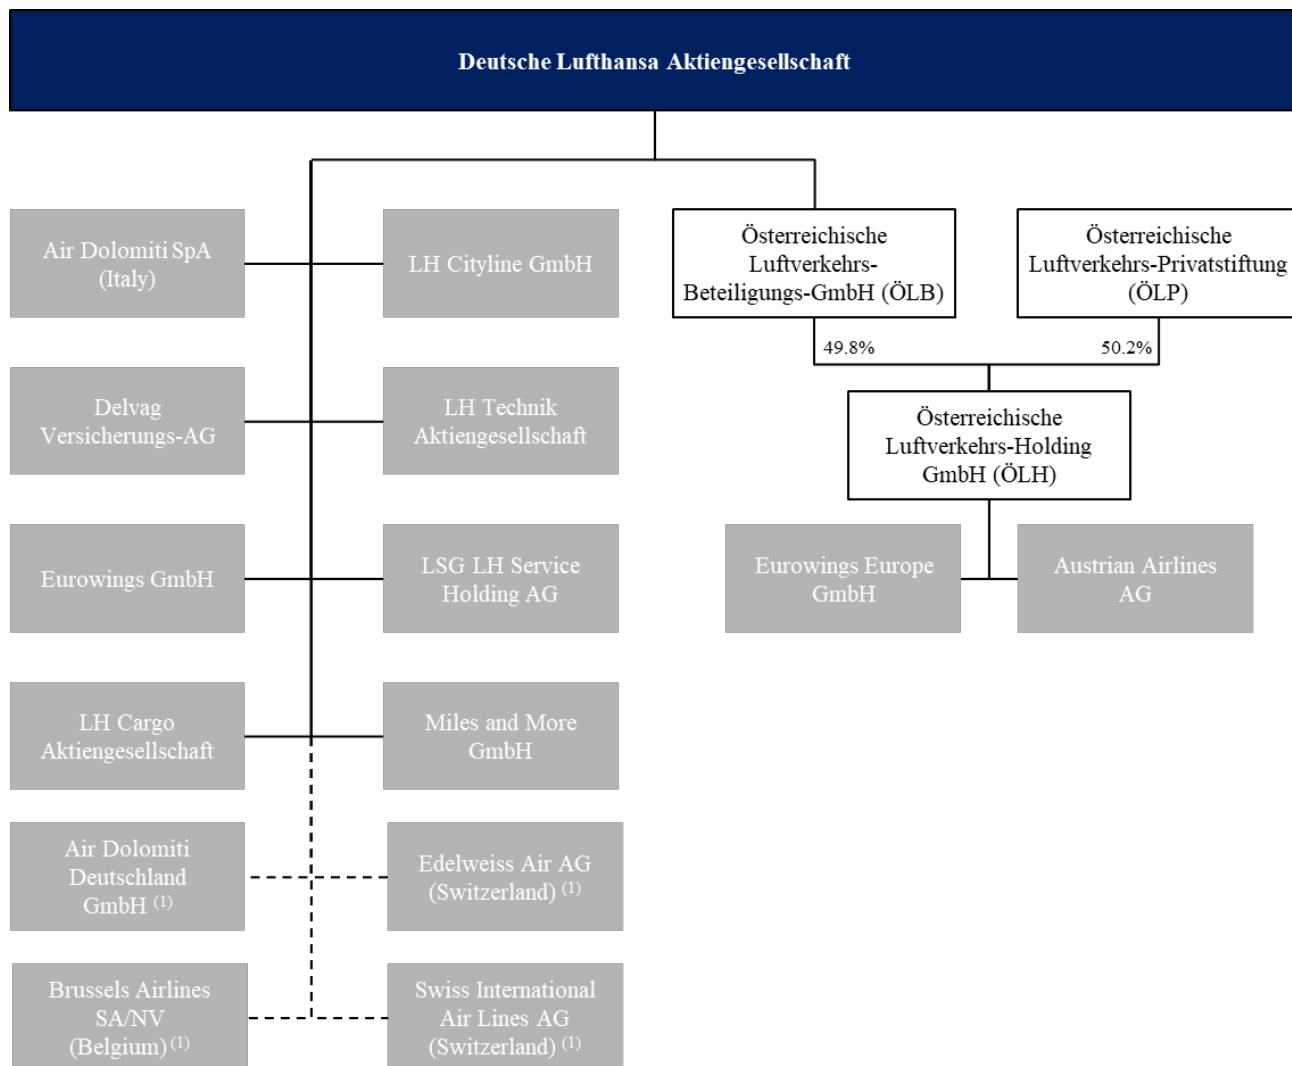 Deutsche Lufthansa Aktiengesellschaft
Air Dolomiti SpA
(Italy)
LH Cityline GmbH
Österreichische
Luftverkehrs-
Beteiligungs-GmbH (ÖLB)
Österreichische
Luftverkehrs-Privatstiftung
(ÖLP)
49.8%
50.2%
Delvag
Versicherungs-AG
LH Technik
Aktiengesellschaft
Österreichische
Luftverkehrs-Holding
GmbH (ÖLH)
Eurowings GmbH
LSG LH Service
Holding AG
Eurowings Europe
GmbH
Austrian Airlines
AG
LH Cargo
Aktiengesellschaft
Miles and More
GmbH
Air Dolomiti
Deutschland
GmbH (1)
Edelweiss Air AG
(Switzerland) (1)
Brussels Airlines
SA/NV
(Belgium) (1)
Swiss International
Air Lines AG
(Switzerland) (1)